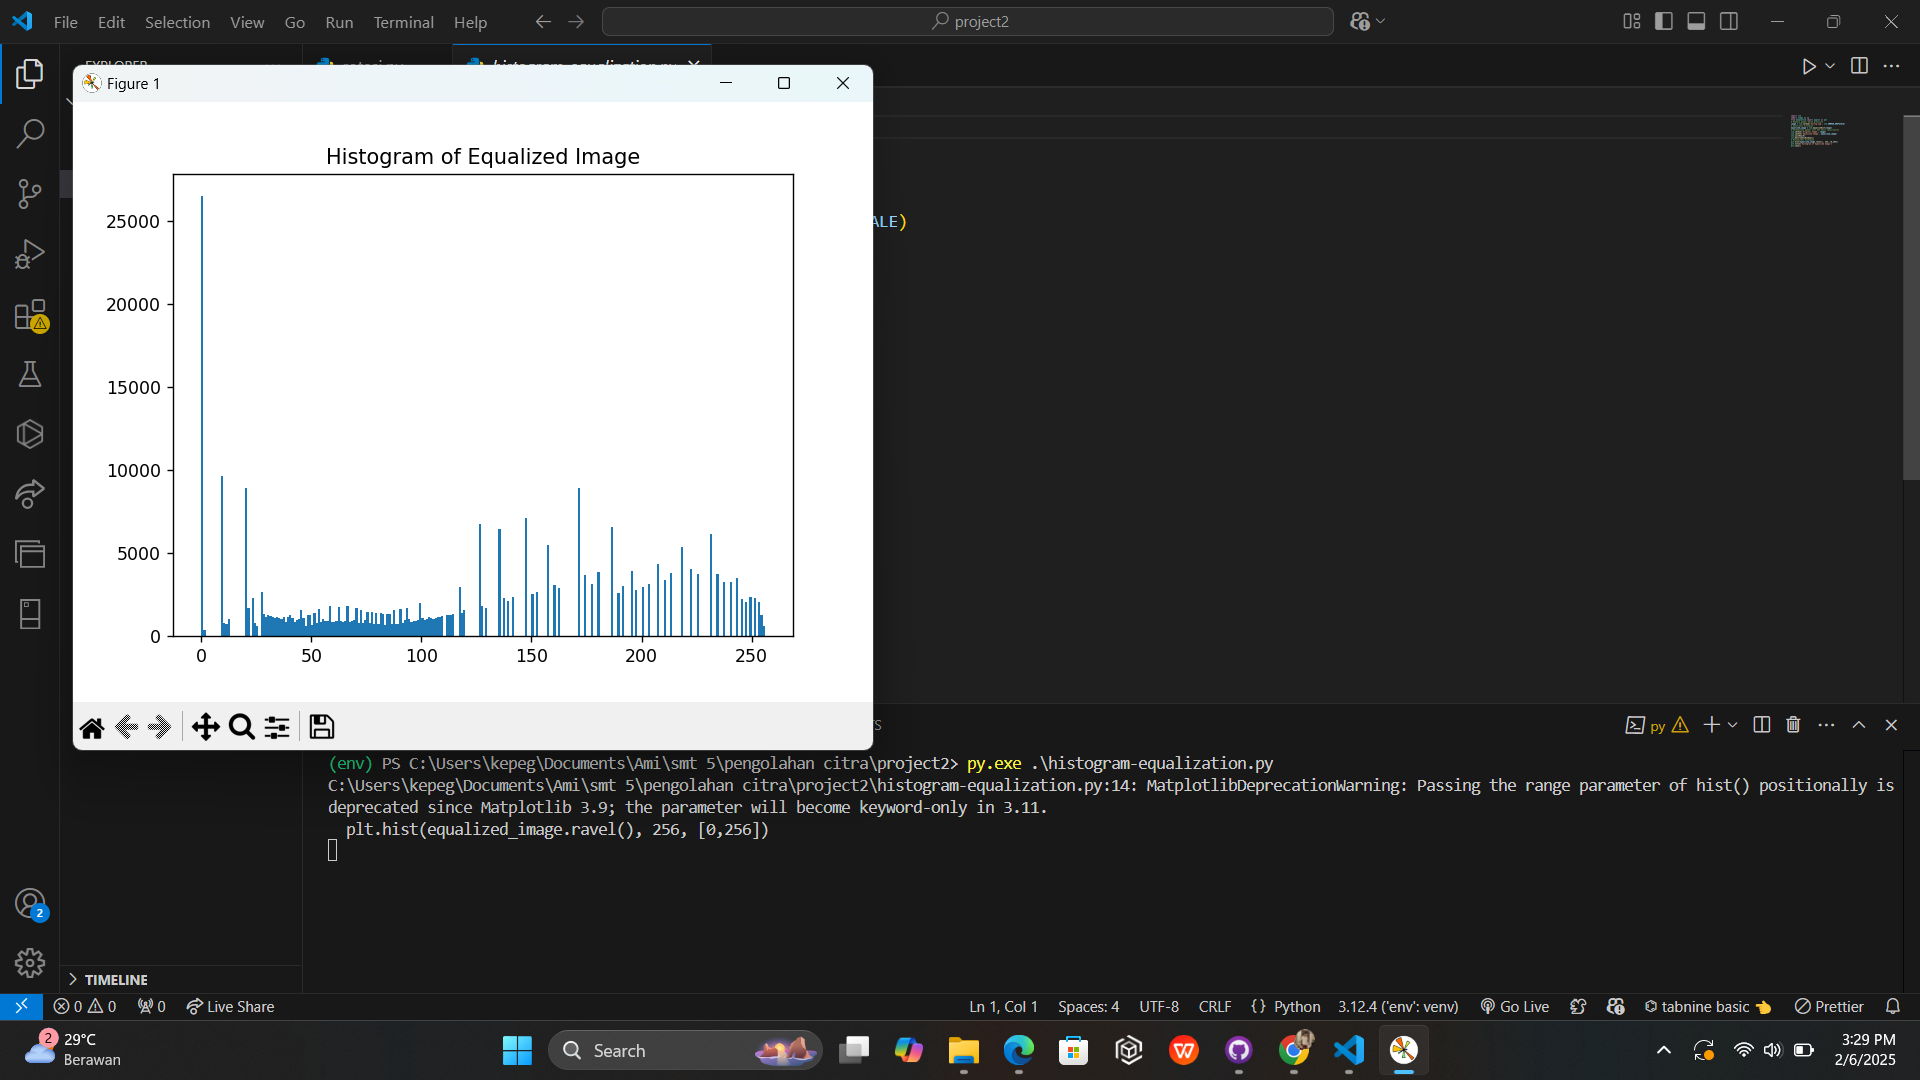 File Edit Selection View Go Run Terminal Help
project2
Figure 1
Histogram of Equalized Image
25000
20000
15000
10000
5000
0
0 50 100 150 200 250
ALE)
py
(env) PS C:\Users\kepeg\Documents\Ami\smt 5\pengolahan citra\project2> py.exe .\histogram-equalization.py
C:\Users\kepeg\Documents\Ami\smt 5\pengolahan citra\project2\histogram-equalization.py:14: MatplotlibDeprecationWarning: Passing the range parameter of hist() positionally is
deprecated since Matplotlib 3.9; the parameter will become keyword-only in 3.11.
plt.hist(equalized_image.ravel(), 256, [0,256])
2
TIMELINE
0 0 0 Live Share Ln 1, Col 1 Spaces: 4 UTF-8 CRLF {} Python 3.12.4 ('env': venv) Go Live tabnine basic Prettier
2
29°C
Berawan
Search
3:29 PM
2/6/2025